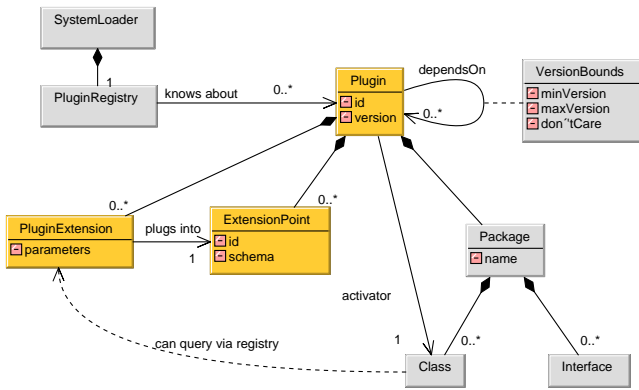 SystemLoader
1
PluginRegistry
knows about
0..*
Plugin
id
version
dependsOn
0..*
VersionBounds
minVersion
maxVersion
don´'tCare
0..*
PluginExtension
parameters
plugs into
1
0..*
ExtensionPoint
id
schema
Package
name
activator
1
can query via registry
0..*
0..*
Class
Interface